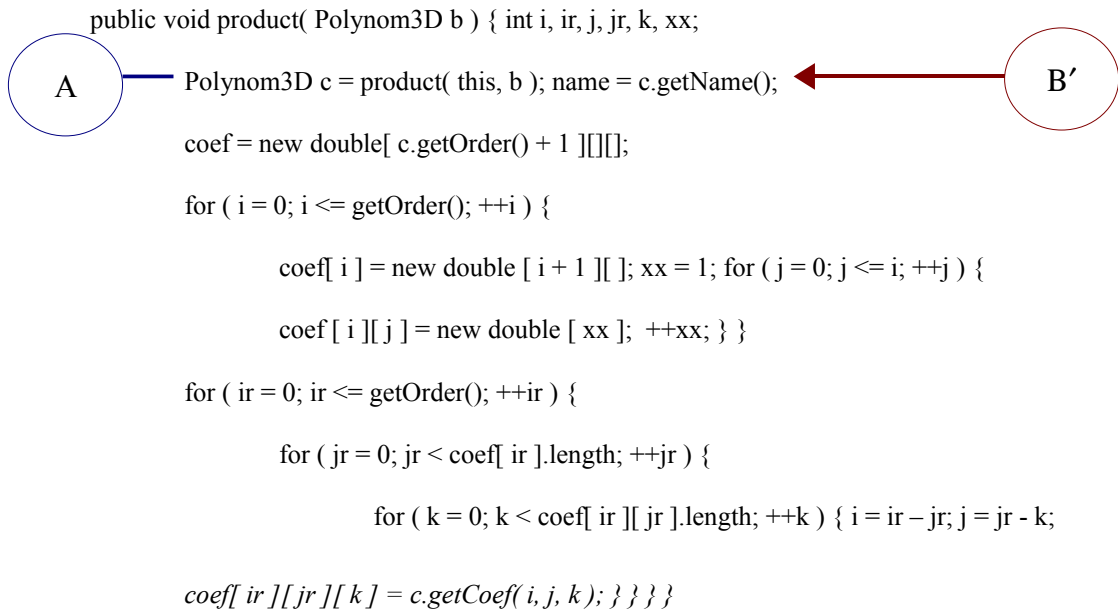 public void product( Polynom3D b ) { int i, ir, j, jr, k, xx;
A
Polynom3D c = product( this, b ); name = c.getName();
B′
coef = new double[ c.getOrder() + 1 ][][];
for ( i = 0; i <= getOrder(); ++i ) {
coef[ i ] = new double [ i + 1 ][ ]; xx = 1; for ( j = 0; j <= i; ++j ) {
coef [ i ][ j ] = new double [ xx ]; ++xx; } }
for ( ir = 0; ir <= getOrder(); ++ir ) {
for ( jr = 0; jr < coef[ ir ].length; ++jr ) {
for ( k = 0; k < coef[ ir ][ jr ].length; ++k ) { i = ir – jr; j = jr - k;
coef[ ir ][ jr ][ k ] = c.getCoef( i, j, k ); } } } }